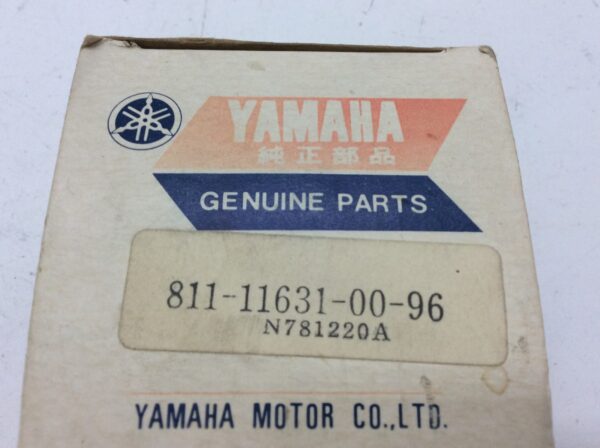 YAMAHA
純正部品
GENUINE PARTS
811-11631-00-96
N781220A
YAMAHA MOTOR CO.,LTD.